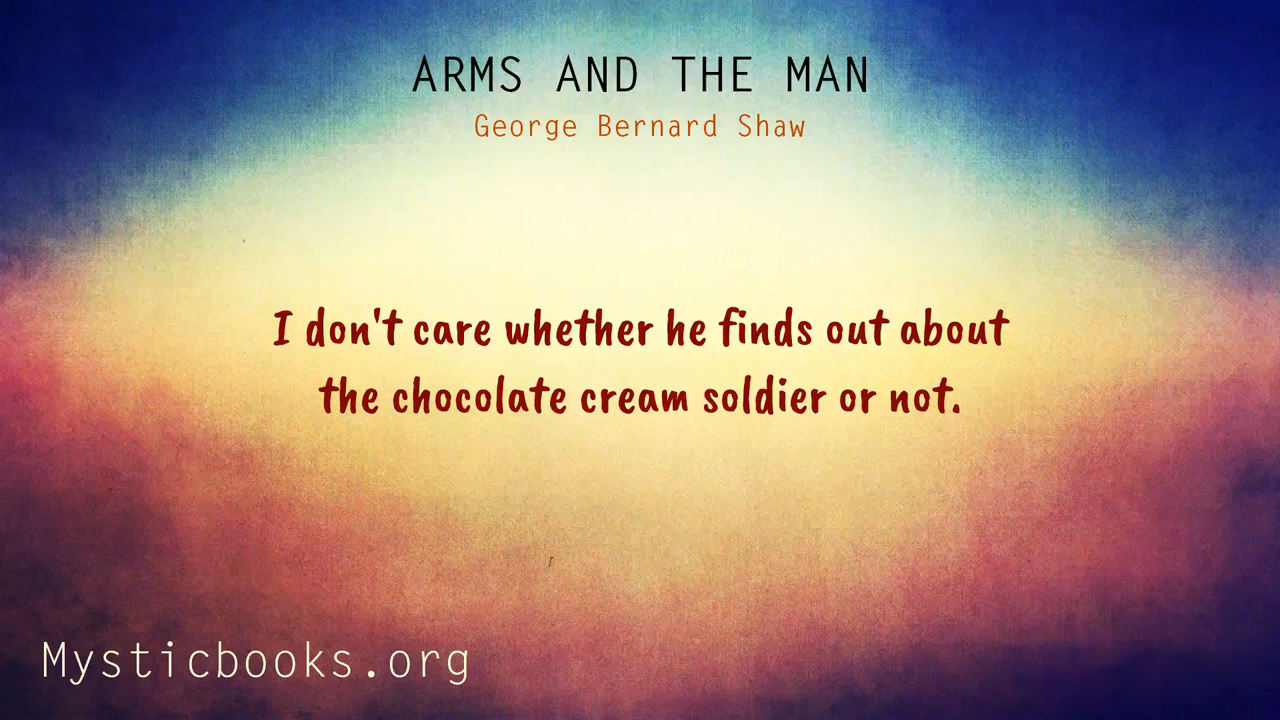 ARMS AND THE MAN
George Bernard Shaw
I don't care whether he finds out about
the chocolate cream soldier or not.
Mysticbooks.org